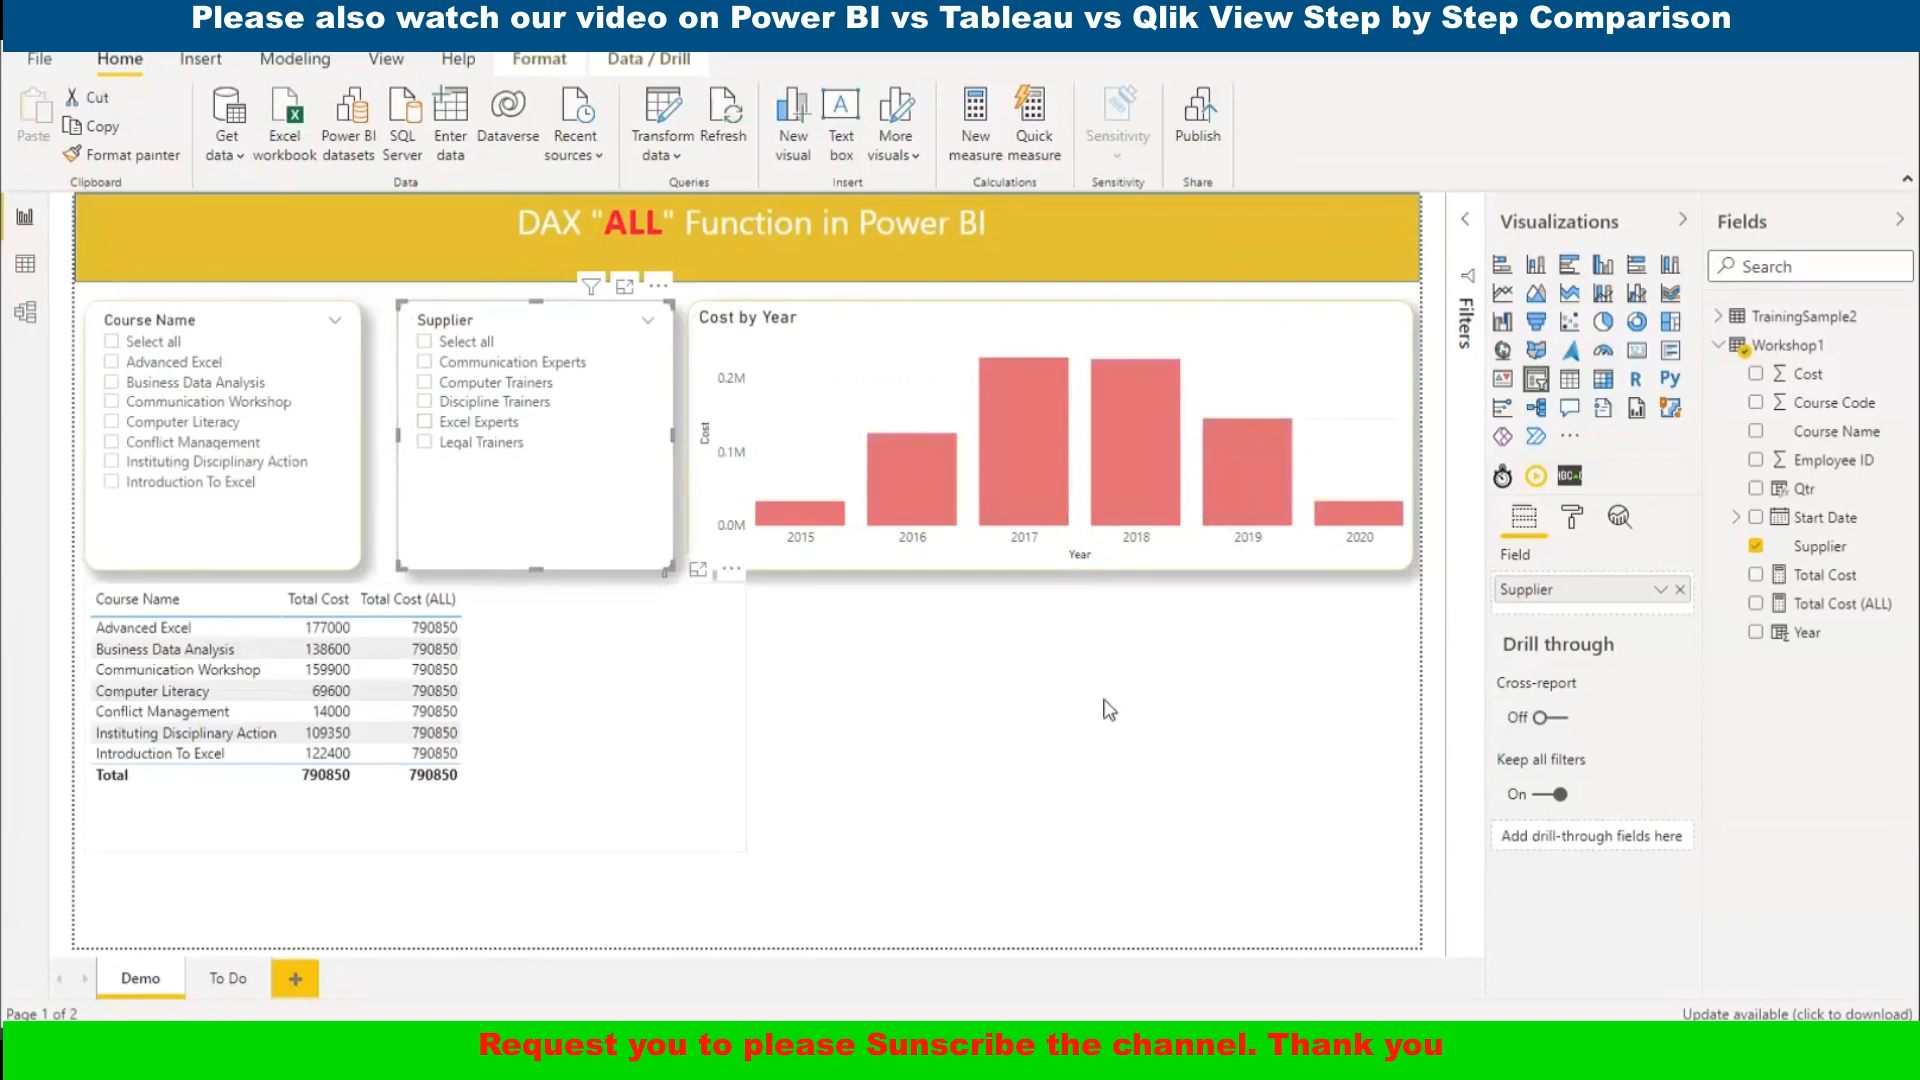 Please also watch our video on Power BI vs Tableau vs Qlik View Step by Step Comparison
File Home Insert Modeling View Help Format Data / Drill
Paste
Cut
Copy
Format painter
Clipboard
Get data
Excel workbook
Power BI datasets
SQL Server
Enter data
Dataverse
Recent sources
Data
Transform data
Refresh
Queries
New visual
Text box
More visuals
Insert
New measure
Quick measure
Calculations
Sensitivity
Sensitivity
Publish
Share
DAX "ALL" Function in Power BI
Course Name
Select all
Advanced Excel
Business Data Analysis
Communication Workshop
Computer Literacy
Conflict Management
Instituting Disciplinary Action
Introduction To Excel
Supplier
Select all
Communication Experts
Computer Trainers
Discipline Trainers
Excel Experts
Legal Trainers
Cost by Year
Cost
0.2M
0.1M
0.0M
2015 2016 2017 2018 2019 2020
Year
Course Name Total Cost Total Cost (ALL)
Advanced Excel 177000 790850
Business Data Analysis 138600 790850
Communication Workshop 159900 790850
Computer Literacy 69600 790850
Conflict Management 14000 790850
Instituting Disciplinary Action 109350 790850
Introduction To Excel 122400 790850
Total 790850 790850
Filters
Visualizations
R Py
Field
Supplier
Drill through
Cross-report
Off
Keep all filters
On
Add drill-through fields here
Fields
Search
TrainingSample2
Workshop1
Cost
Course Code
Course Name
Employee ID
Qtr
Start Date
Supplier
Total Cost
Total Cost (ALL)
Year
Demo To Do +
Page 1 of 2
Update available (click to download)
Request you to please Sunscribe the channel. Thank you